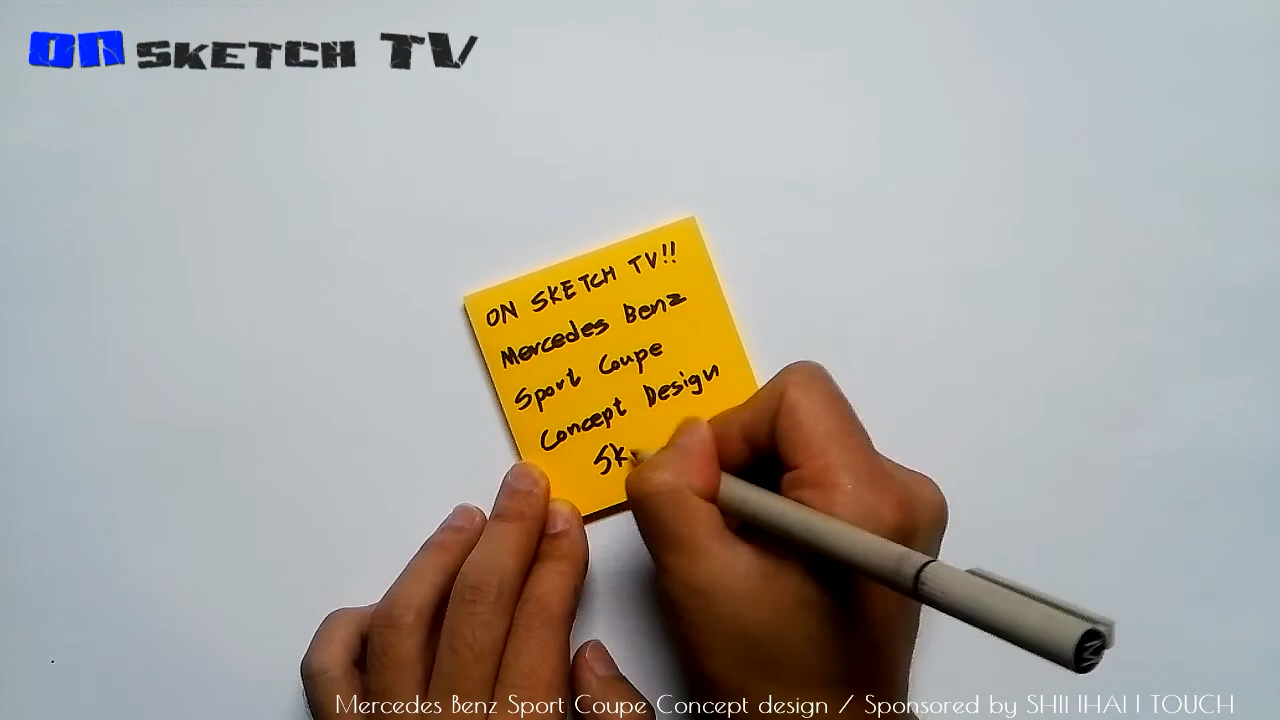 ON SKETCH TV
ON SKETCH TV!!
Mercedes Benz
Sport Coupe
Concept Design
Sk
Mercedes Benz Sport Coupe Concept design / Sponsored by TOUCH